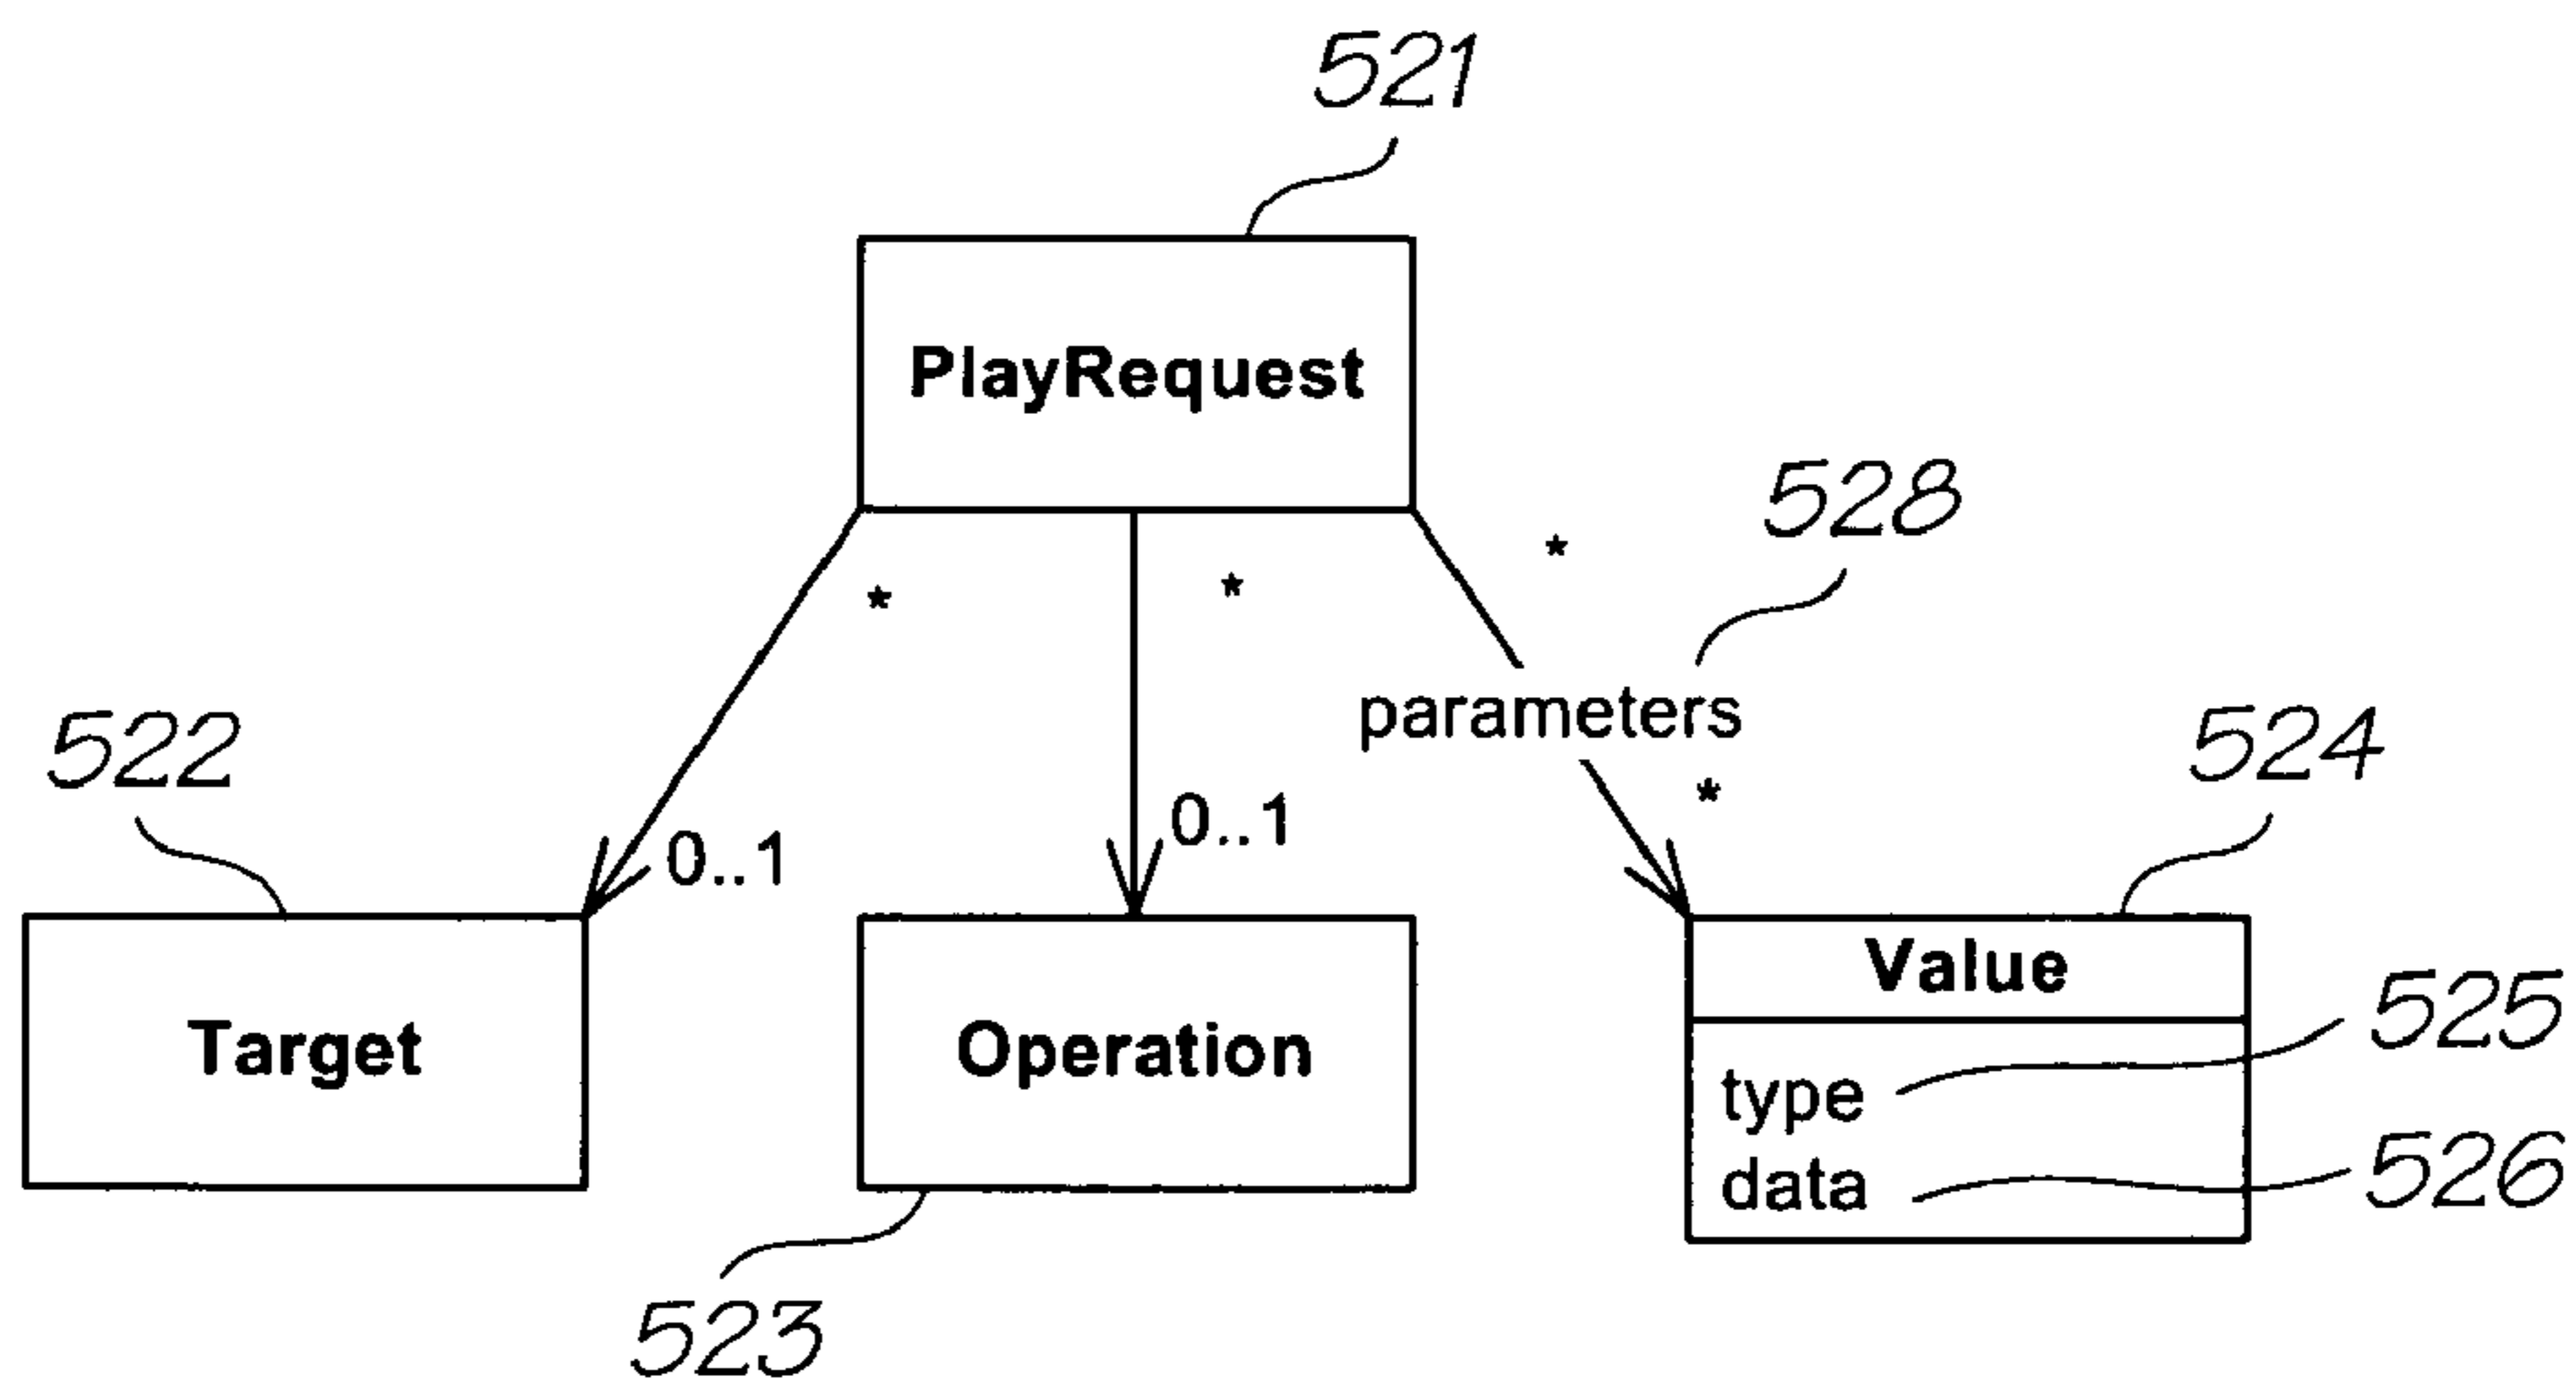 521
PlayRequest
528
*
*
*
parameters
522
524
*
0..1
0..1
Value
525
Target
Operation
type
data
526
523